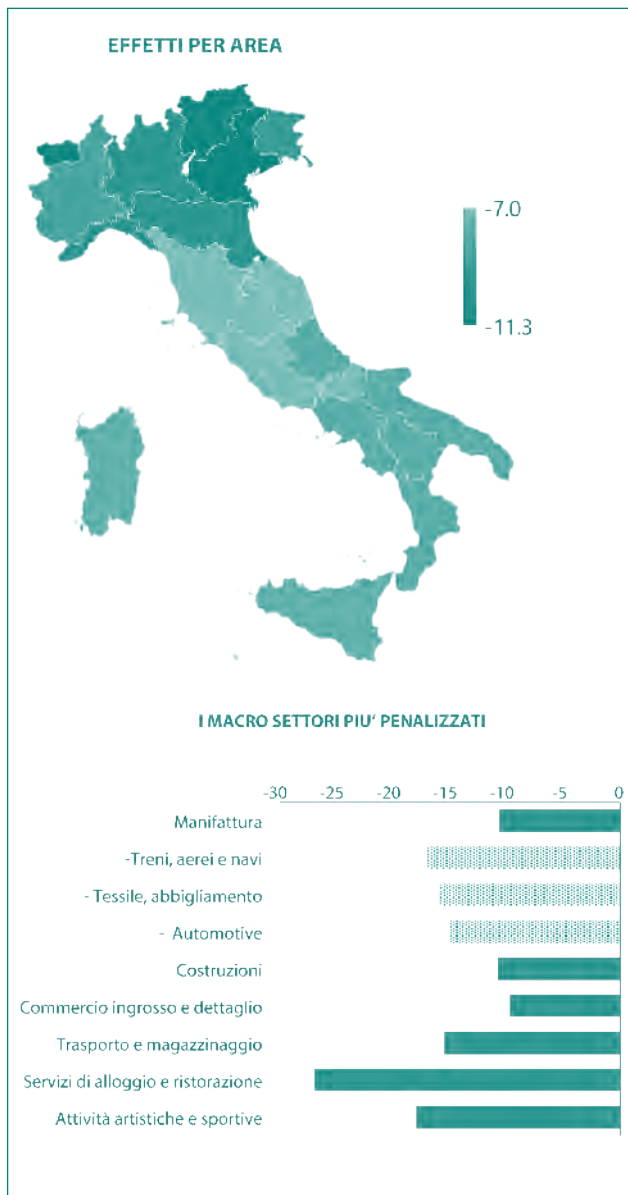 EFFETTI PER AREA
-7.0
-11.3
I MACRO SETTORI PIU' PENALIZZATI
-30 -25 -20 -15 -10 -5 0
Manifattura
-Treni, aerei e navi
- Tessile, abbigliamento
- Automotive
Costruzioni
Commercio ingrosso e dettaglio
Trasporto e magazzinaggio
Servizi di alloggio e ristorazione
Attività artistiche e sportive